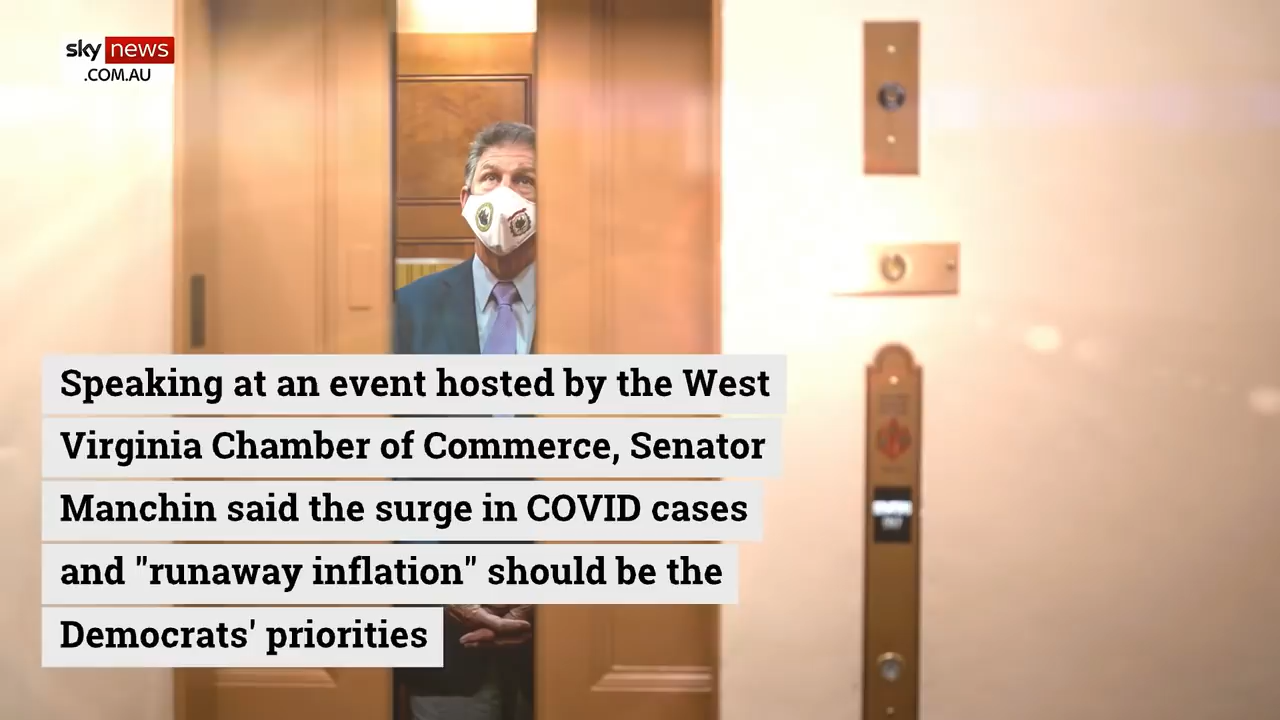 sky news
.COM.AU
Speaking at an event hosted by the West
Virginia Chamber of Commerce, Senator
Manchin said the surge in COVID cases
and "runaway inflation" should be the
Democrats' priorities